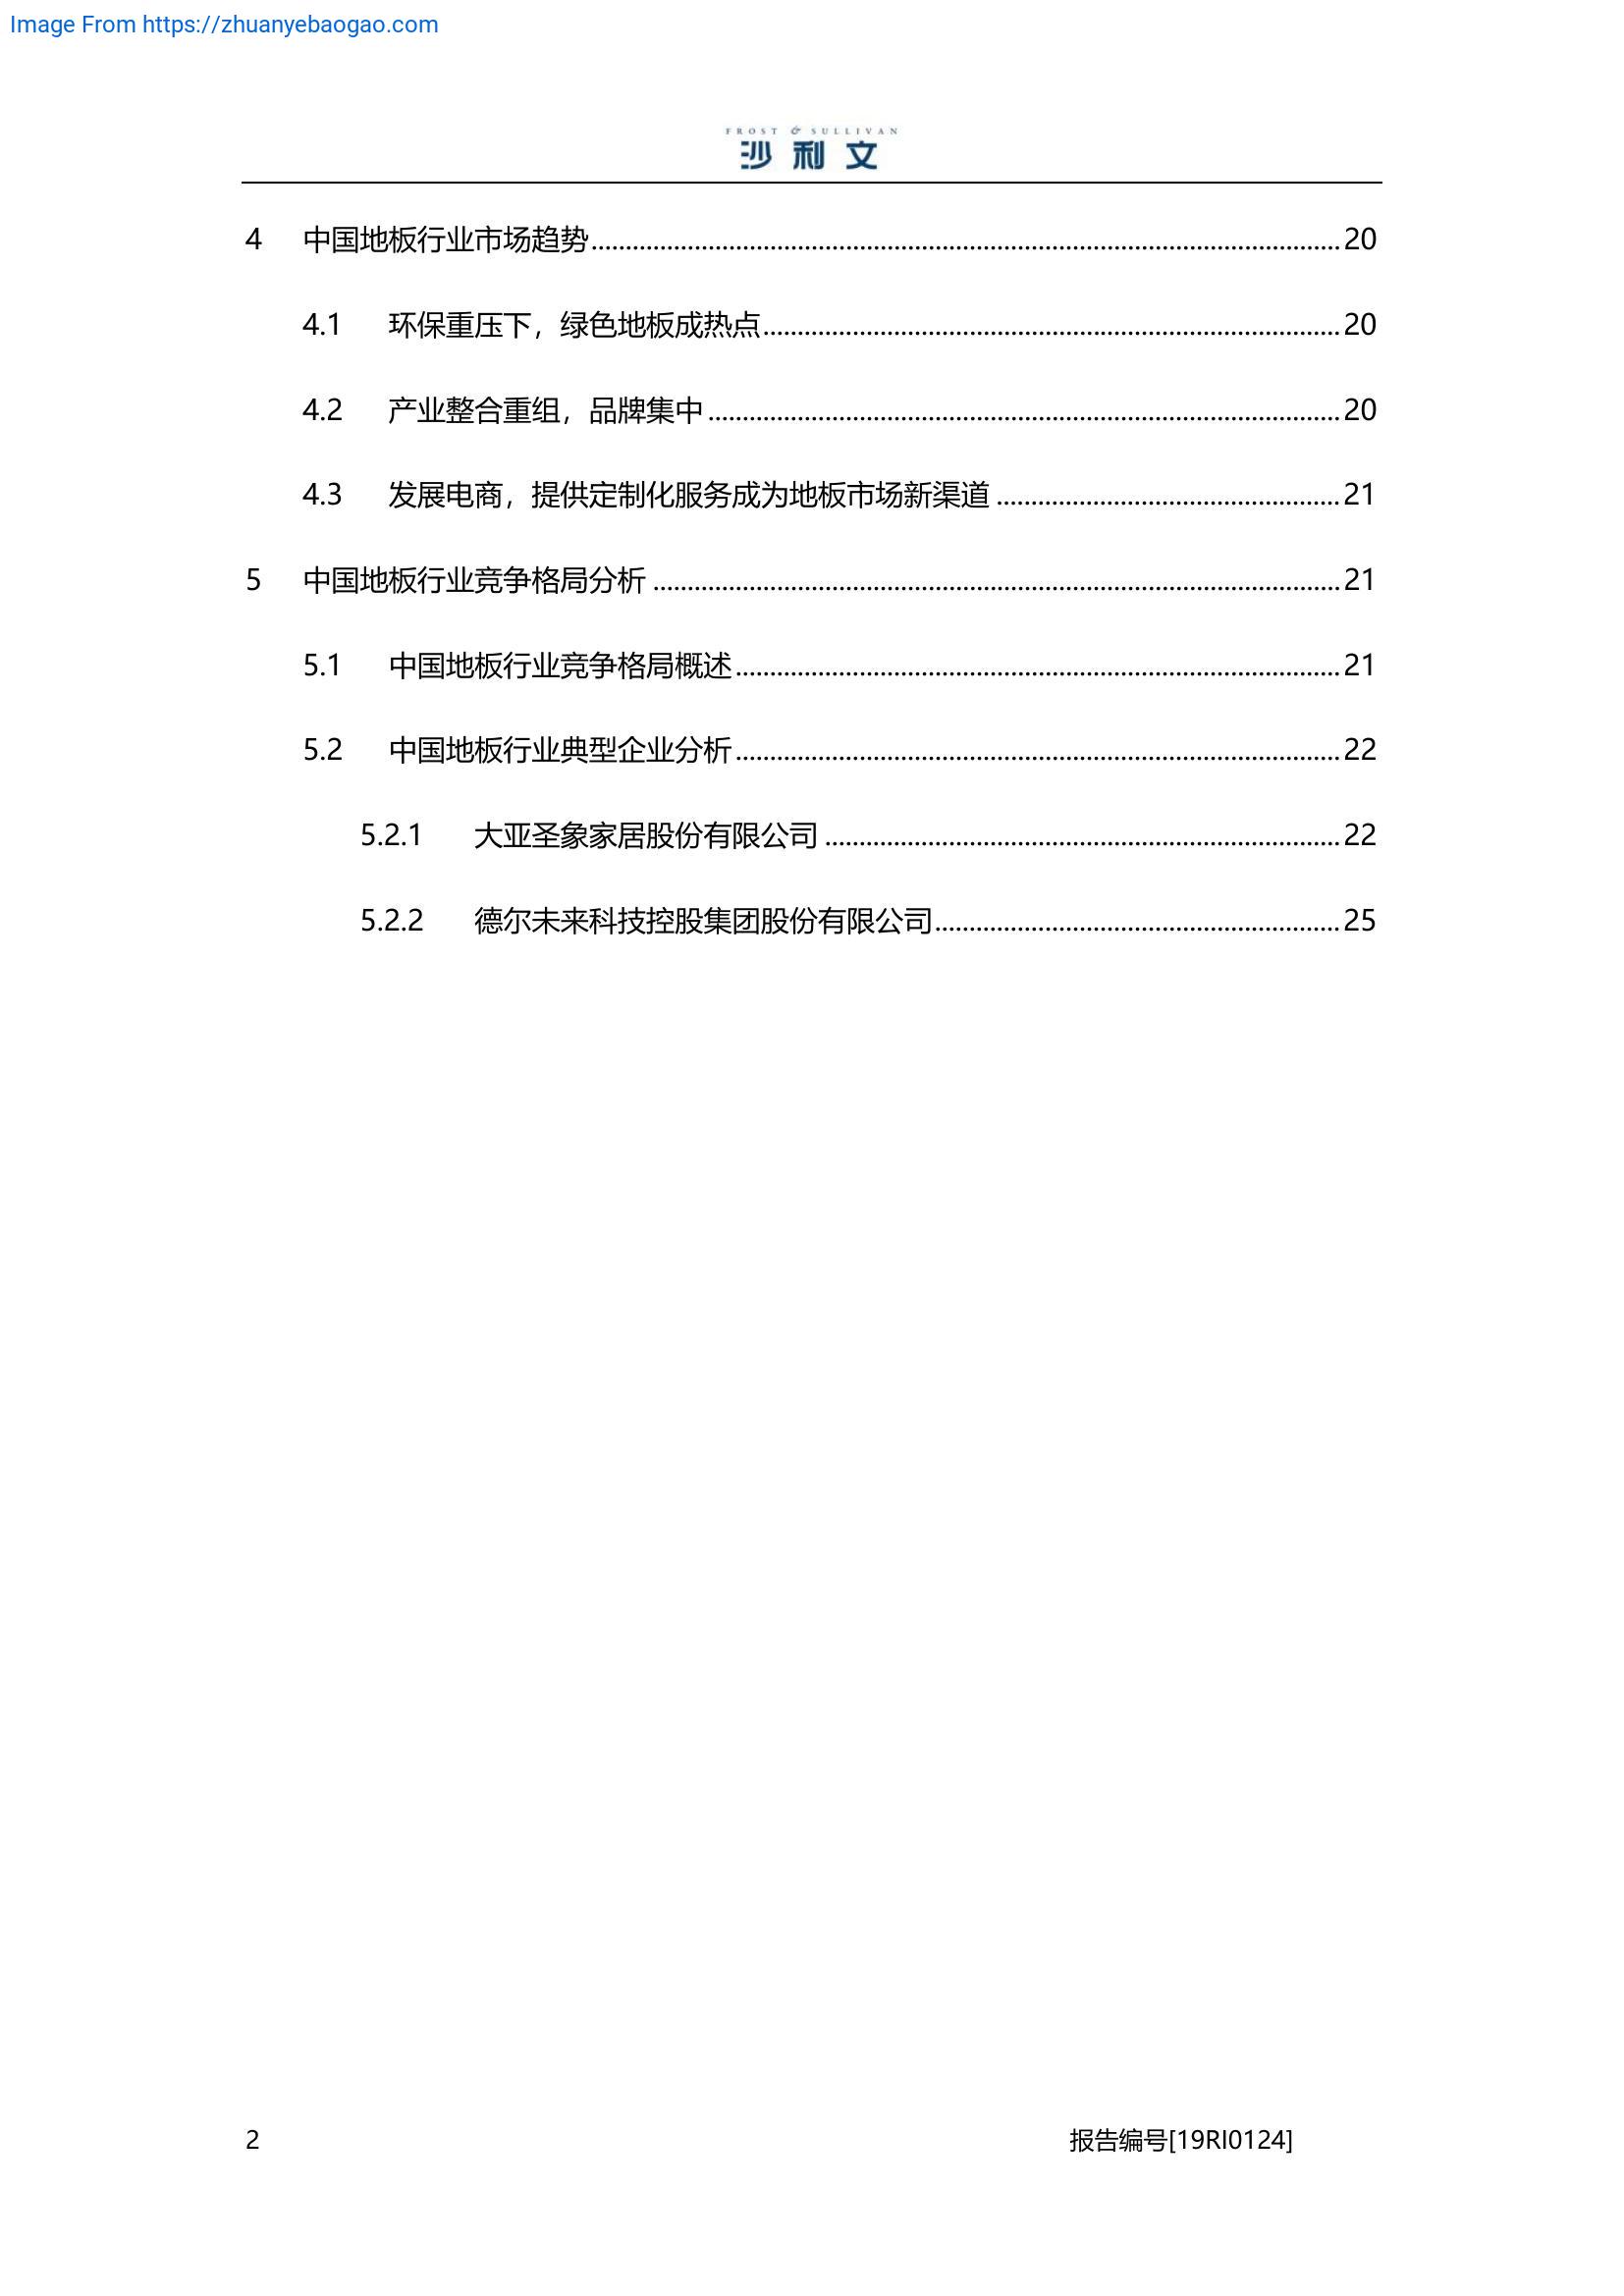 Image From https://zhuanyebaogao.com
FROST & SULLIVAN
沙利文
4 中国地板行业市场趋势........................................20
4.1 环保重压下，绿色地板成热点........................................20
4.2 产业整合重组，品牌集中........................................20
4.3 发展电商，提供定制化服务成为地板市场新渠道........................................21
5 中国地板行业竞争格局分析........................................21
5.1 中国地板行业竞争格局概述........................................21
5.2 中国地板行业典型企业分析........................................22
5.2.1 大亚圣象家居股份有限公司........................................22
5.2.2 德尔未来科技控股集团股份有限公司........................................25
2 报告编号[19RI0124]